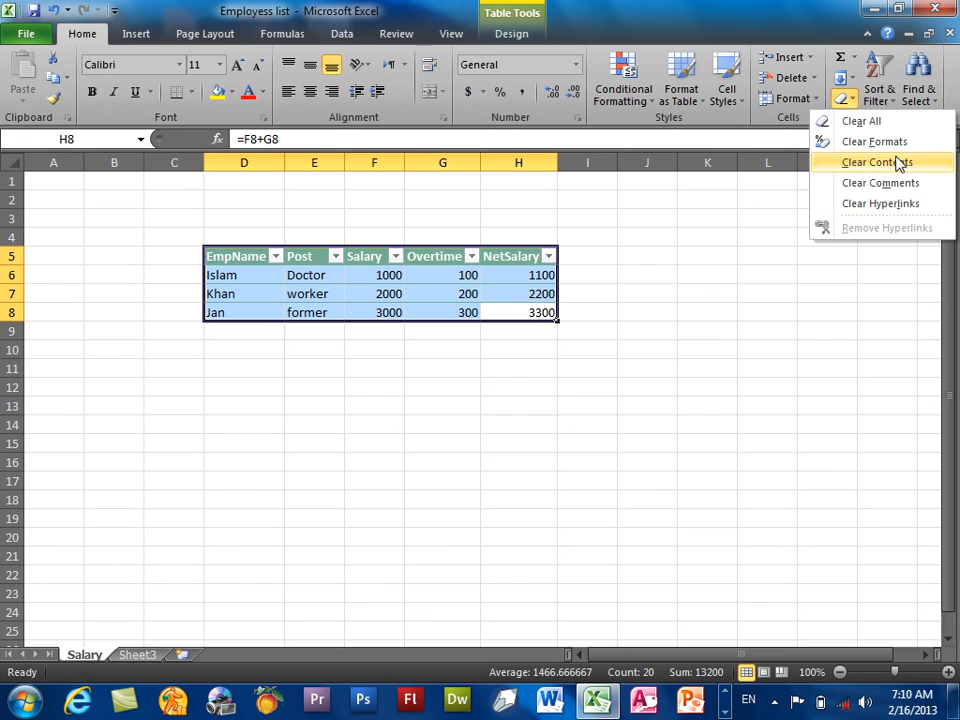 Employess list - Microsoft Excel
Table Tools
File Home Insert Page Layout Formulas Data Review View Design
Paste
Calibri 11
General
B I U
A
$ % ,
Conditional Formatting
Format as Table
Cell Styles
Insert
Delete
Format
Σ
Sort & Filter
Find & Select
Clipboard Font Alignment Number Styles Cells
Clear All
Clear Formats
Clear Contents
Clear Comments
Clear Hyperlinks
Remove Hyperlinks
H8 fx =F8+G8
A B C D E F G H I J K L
1
2
3
4
5 EmpName Post Salary Overtime NetSalary
6 Islam Doctor 1000 100 1100
7 Khan worker 2000 200 2200
8 Jan former 3000 300 3300
9
10
11
12
13
14
15
16
17
18
19
20
21
22
23
24
25
Salary Sheet3
Ready Average: 1466.666667 Count: 20 Sum: 13200 100%
Pr Ps Fl Dw W X A P EN
7:10 AM
2/16/2013